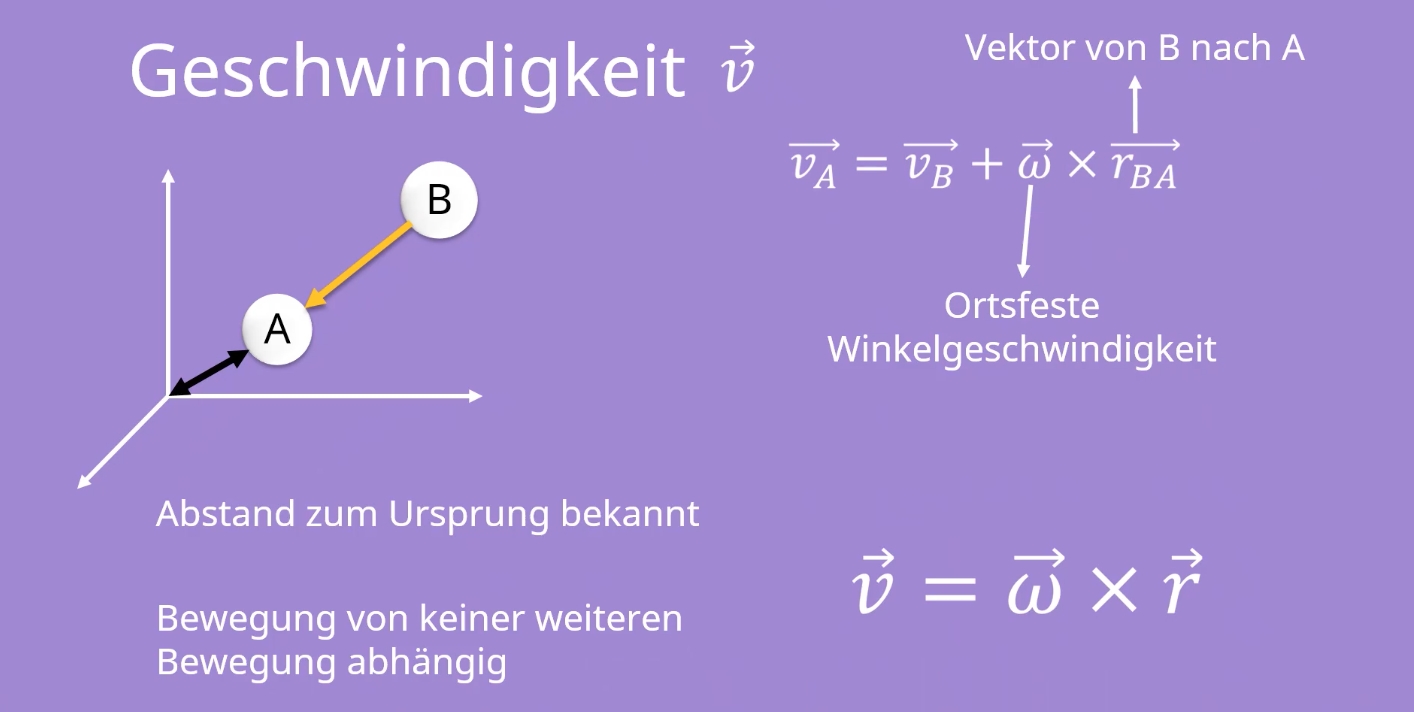 Geschwindigkeit $\vec{v}$
Vektor von B nach A
$\overrightarrow{v_A} = \overrightarrow{v_B} + \vec{\omega} \times \overrightarrow{r_{BA}}$
B
A
Ortsfeste
Winkelgeschwindigkeit
Abstand zum Ursprung bekannt
Bewegung von keiner weiteren
Bewegung abhängig
$\vec{v} = \overrightarrow{\omega} \times \vec{r}$